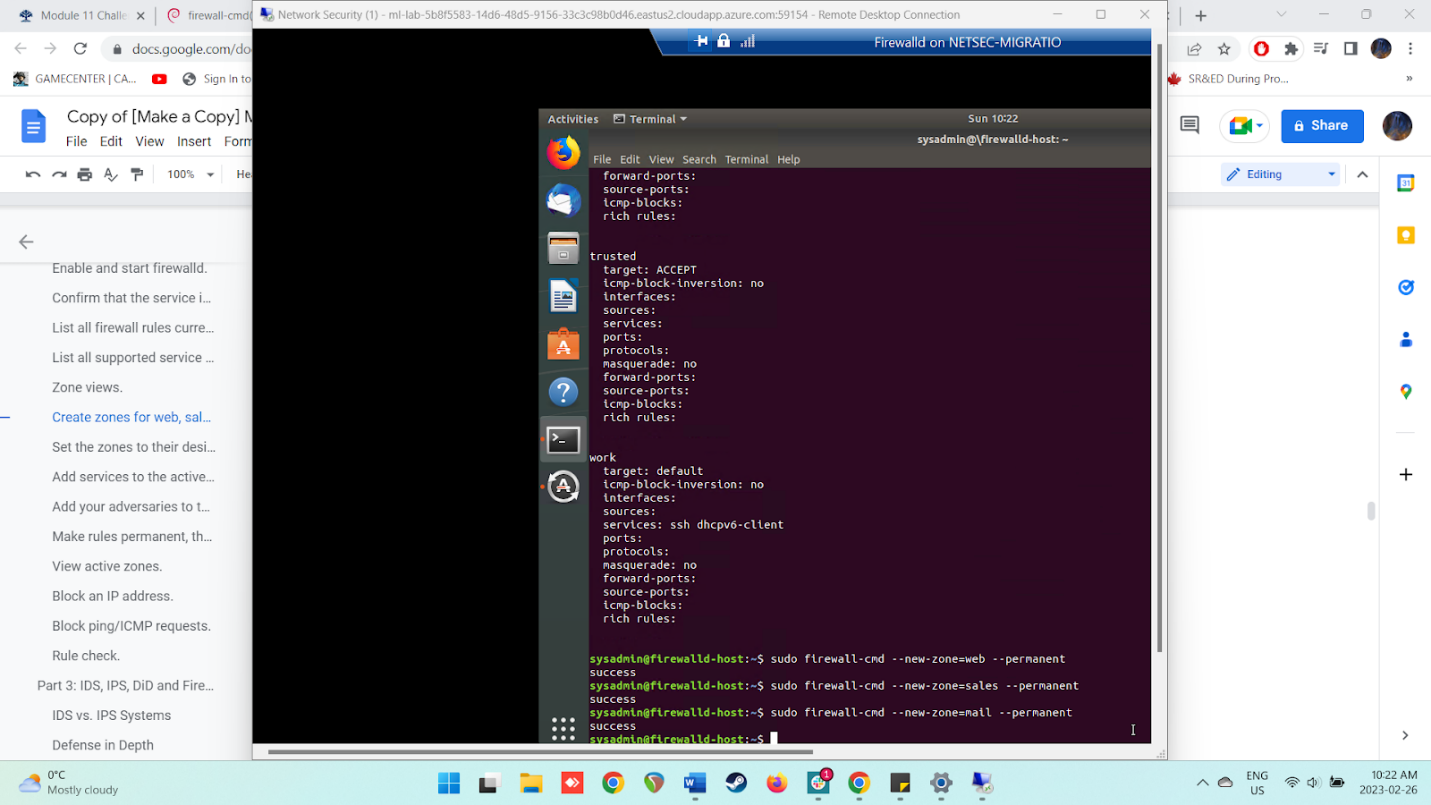 Module 11 Challe
firewall-cmd(
Network Security (1) - ml-lab-5b8f5583-14d6-48d5-9156-33c3c98b0d46.eastus2.cloudapp.azure.com:59154 - Remote Desktop Connection
docs.google.com/do
Firewalld on NETSEC-MIGRATIO
GAMECENTER | CA...
Sign In to
SR&ED During Pro...
»
Copy of [Make a Copy] M
File Edit View Insert Form
Share
100%
He
Editing
Activities
Terminal
Sun 10:22
sysadmin@\firewalld-host: ~
File Edit View Search Terminal Help
Enable and start firewalld.
Confirm that the service i...
List all firewall rules curre...
List all supported service ...
Zone views.
Create zones for web, sal...
Set the zones to their desi...
Add services to the active...
Add your adversaries to t...
Make rules permanent, th...
View active zones.
Block an IP address.
Block ping/ICMP requests.
Rule check.
Part 3: IDS, IPS, DiD and Fire...
IDS vs. IPS Systems
Defense in Depth
forward-ports:
source-ports:
icmp-blocks:
rich rules:
trusted
target: ACCEPT
icmp-block-inversion: no
interfaces:
sources:
services:
ports:
protocols:
masquerade: no
forward-ports:
source-ports:
icmp-blocks:
rich rules:
work
target: default
icmp-block-inversion: no
interfaces:
sources:
services: ssh dhcpv6-client
ports:
protocols:
masquerade: no
forward-ports:
source-ports:
icmp-blocks:
rich rules:
sysadmin@firewalld-host:~$ sudo firewall-cmd --new-zone=web --permanent
success
sysadmin@firewalld-host:~$ sudo firewall-cmd --new-zone=sales --permanent
success
sysadmin@firewalld-host:~$ sudo firewall-cmd --new-zone=mail --permanent
success
sysadmin@firewalld-host:~$
31
0°C
Mostly cloudy
1
ENG
US
10:22 AM
2023-02-26